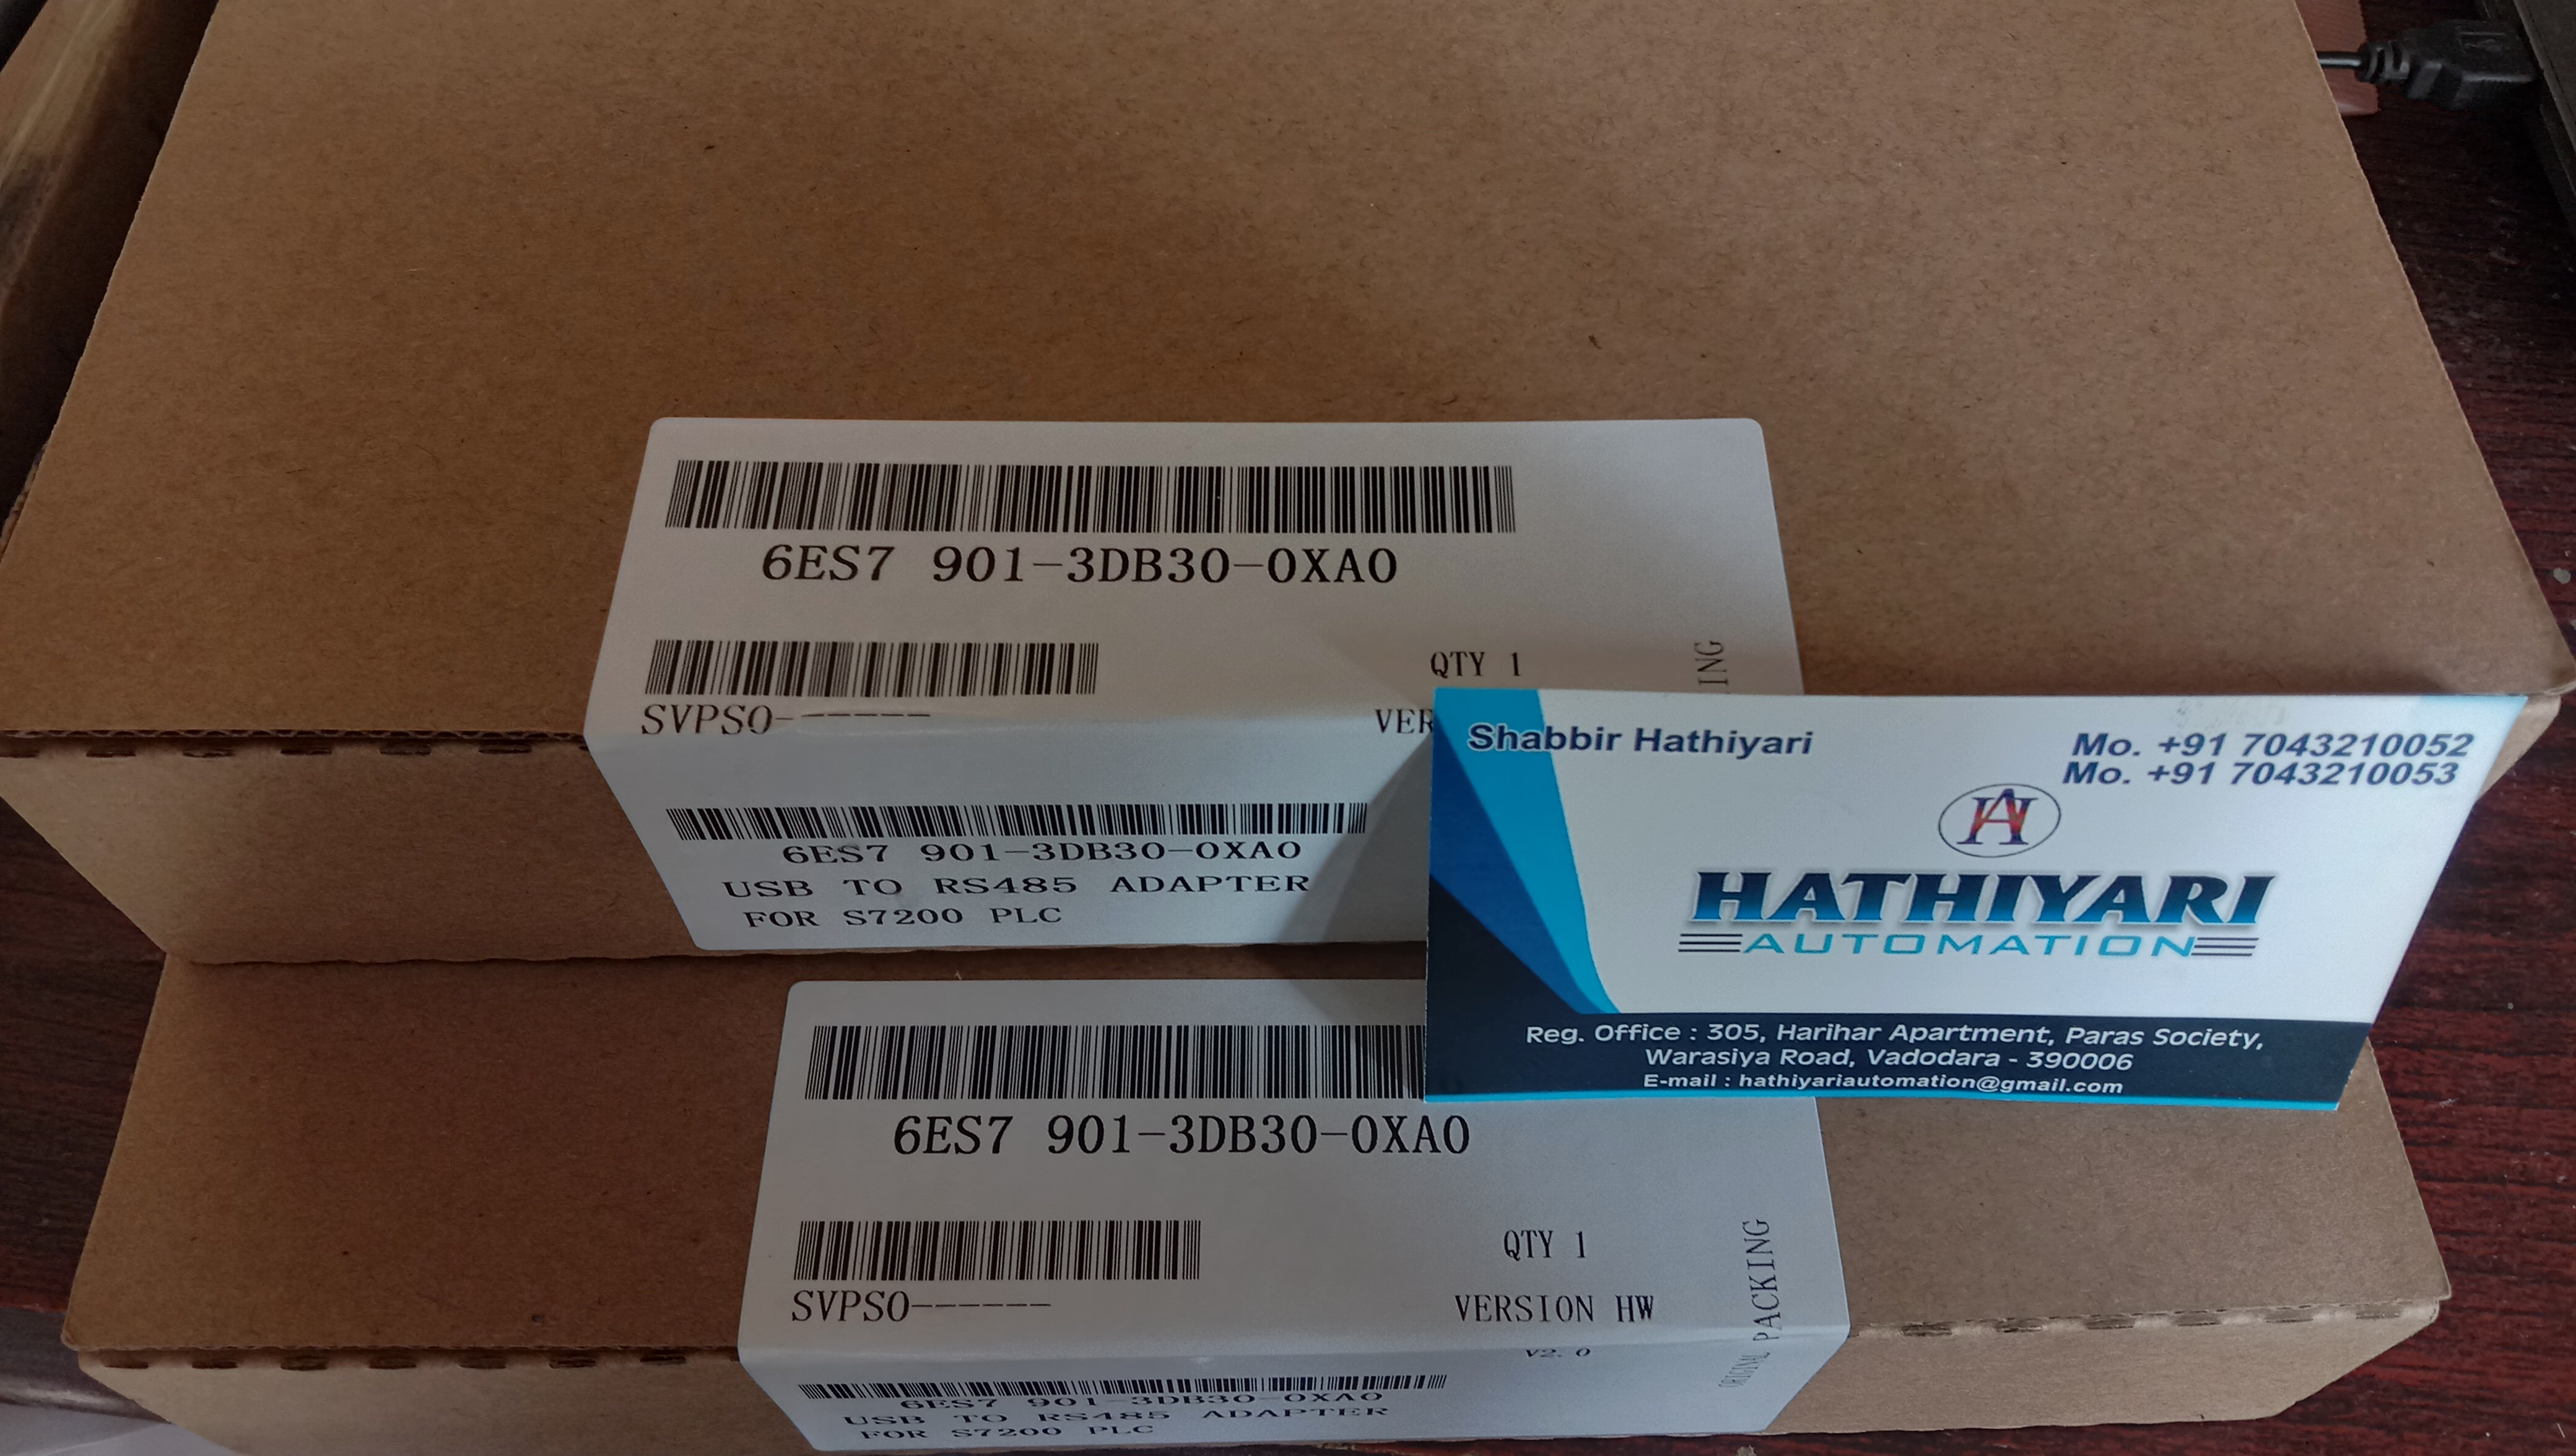 6ES7 901-3DB30-0XA0
QTY 1
ING
SVPS0-------
VER
6ES7 901-3DB30-0XA0
USB TO RS485 ADAPTER
FOR S7200 PLC
Shabbir Hathiyari
Mo. +91 7043210052
Mo. +91 7043210053
HA
HATHIYARI
AUTOMATION
Reg. Office : 305, Harihar Apartment, Paras Society,
Warasiya Road, Vadodara - 390006
E-mail : hathiyariautomation@gmail.com
6ES7 901-3DB30-0XA0
QTY 1
SVPS0------
VERSION HW
V2. 0
ORIGINAL PACKING
6ES7 901-3DB30-0XA0
USB TO RS485 ADAPTER
FOR S7200 PLC